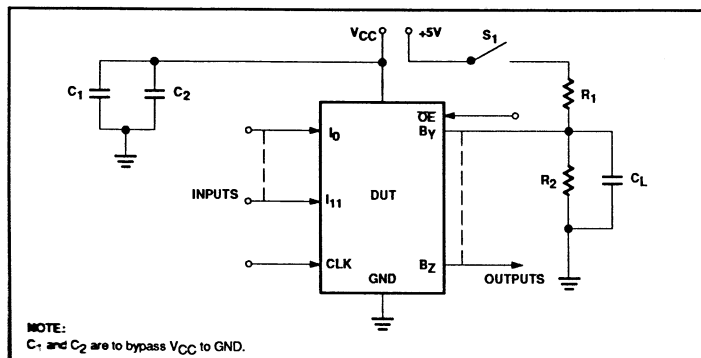 VCC +5V S1
C1 C2 R1
OE
I0 BY
R2 CL
INPUTS I11 DUT
CLK BZ
GND OUTPUTS
NOTE:
C1 and C2 are to bypass VCC to GND.